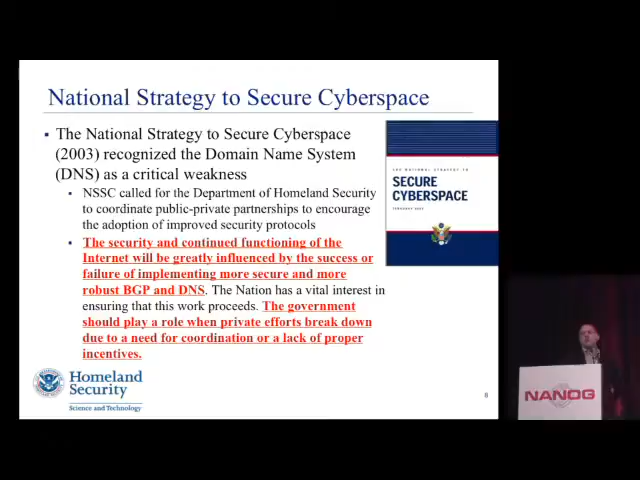 National Strategy to Secure Cyberspace
▪ The National Strategy to Secure Cyberspace
(2003) recognized the Domain Name System
(DNS) as a critical weakness
▪ NSSC called for the Department of Homeland Security
to coordinate public-private partnerships to encourage
the adoption of improved security protocols
▪ The security and continued functioning of the
Internet will be greatly influenced by the success or
failure of implementing more secure and more
robust BGP and DNS. The Nation has a vital interest in
ensuring that this work proceeds. The government
should play a role when private efforts break down
due to a need for coordination or a lack of proper
incentives.
THE NATIONAL STRATEGY TO
SECURE
CYBERSPACE
FEBRUARY 2003
Homeland
Security
Science and Technology
8
NANOG